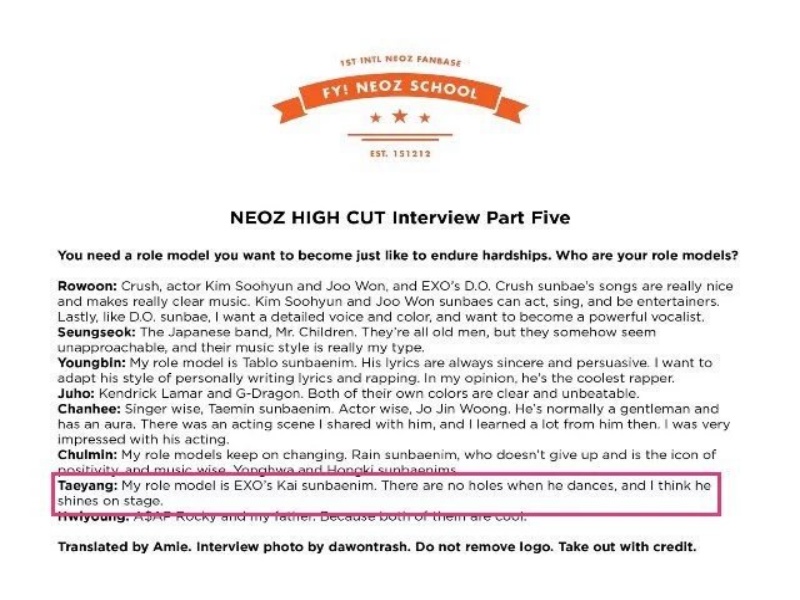 1ST INTL NEOZ FANBASE
FY! NEOZ SCHOOL
EST. 151212
NEOZ HIGH CUT Interview Part Five
You need a role model you want to become just like to endure hardships. Who are your role models?
Rowoon: Crush, actor Kim Soohyun and Joo Won, and EXO's D.O. Crush sunbae's songs are really nice
and makes really clear music. Kim Soohyun and Joo Won sunbaes can act, sing, and be entertainers.
Lastly, like D.O. sunbae, I want a detailed voice and color, and want to become a powerful vocalist.
Seungseok: The Japanese band, Mr. Children. They're all old men, but they somehow seem
unapproachable, and their music style is really my type.
Youngbin: My role model is Tablo sunbaenim. His lyrics are always sincere and persuasive. I want to
adapt his style of personally writing lyrics and rapping. In my opinion, he's the coolest rapper.
Juho: Kendrick Lamar and G-Dragon. Both of their own colors are clear and unbeatable.
Chanhee: Singer wise, Taemin sunbaenim. Actor wise, Jo Jin Woong. He's normally a gentleman and
has an aura. There was an acting scene I shared with him, and I learned a lot from him then. I was very
impressed with his acting.
Chulmin: My role models keep on changing. Rain sunbaenim, who doesn't give up and is the icon of
positivity, and music wise, Yonghwa and Hongki sunbaenims.
Taeyang: My role model is EXO's Kai sunbaenim. There are no holes when he dances, and I think he
shines on stage.
Hwiyoung: A$AP Rocky and my father. Because both of them are cool.
Translated by Amie. Interview photo by dawontrash. Do not remove logo. Take out with credit.